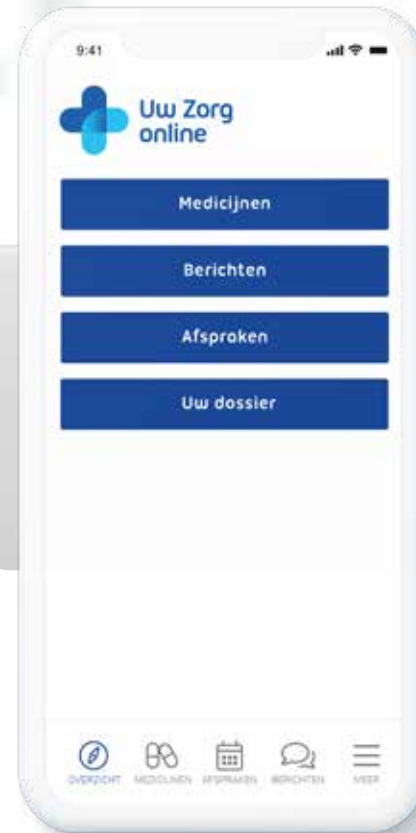 9:41
Uw Zorg
online
Medicijnen
Berichten
Afspraken
Uw dossier
OVERZICHT
MEDICIJNEN
AFSPRAKEN
BERICHTEN
MEER